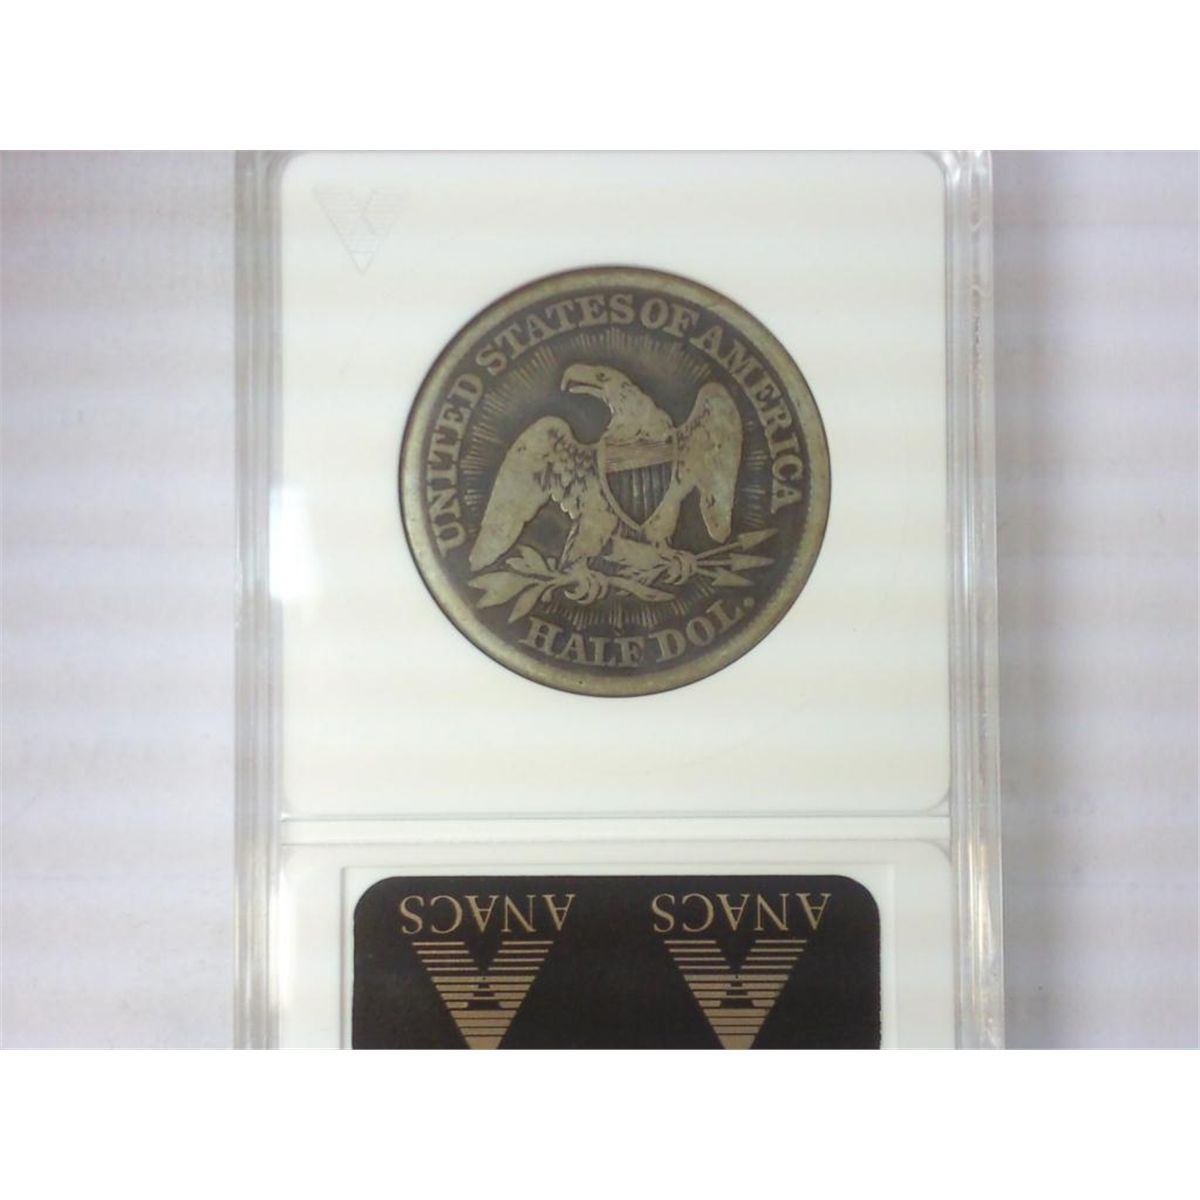 UNITED STATES OF AMERICA
HALF DOL.
ANACS ANACS